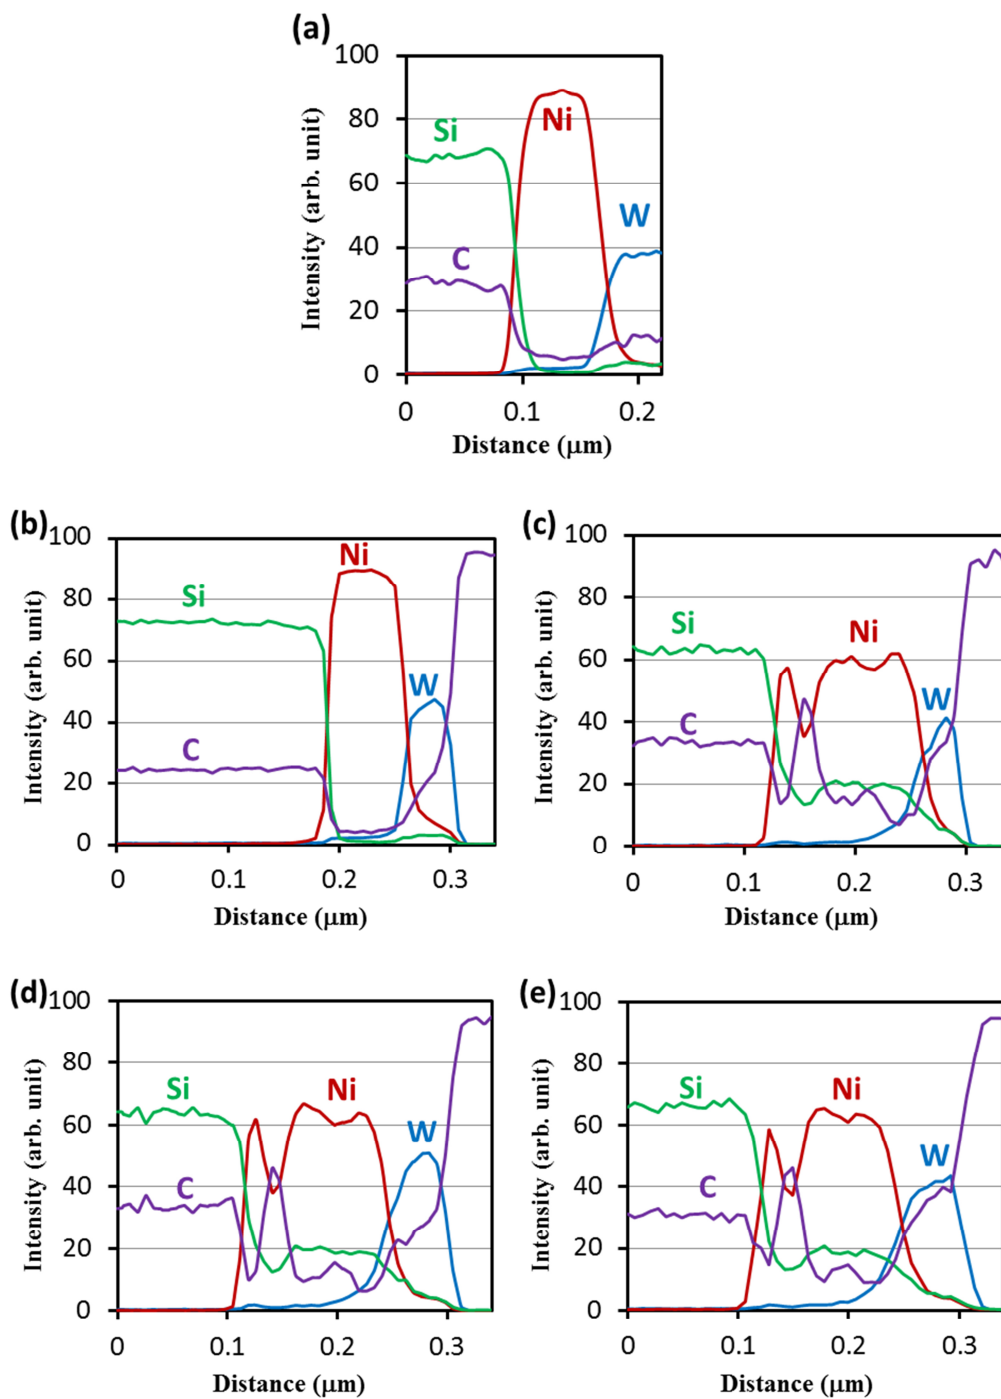 (a)
100
80
60
40
20
0
Intensity (arb. unit)
Si
Ni
W
C
0 0.1 0.2
Distance (μm)
(b)
100
80
60
40
20
0
Intensity (arb. unit)
Ni
Si
W
C
0 0.1 0.2 0.3
Distance (μm)
(c)
100
80
60
40
20
0
Intensity (arb. unit)
Si
Ni
W
C
0 0.1 0.2 0.3
Distance (μm)
(d)
100
80
60
40
20
0
Intensity (arb. unit)
Si
Ni
W
C
0 0.1 0.2 0.3
Distance (μm)
(e)
100
80
60
40
20
0
Intensity (arb. unit)
Si
Ni
W
C
0 0.1 0.2 0.3
Distance (μm)